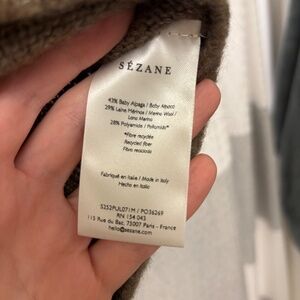 SÉZANE
43% Baby Alpaga / Baby Alpaca
29% Laine Mérinos / Merino Wool /
Lana Merino
28% Polyamide / Poliamida*
*Fibre recyclée
Recycled fiber
Fibra reciclada
Fabriqué en Italie / Made in Italy
Hecho en Italia
S252PUL071M / PO36269
RN 154 043
115 Rue du Bac, 75007 Paris - France
hello@sezane.com